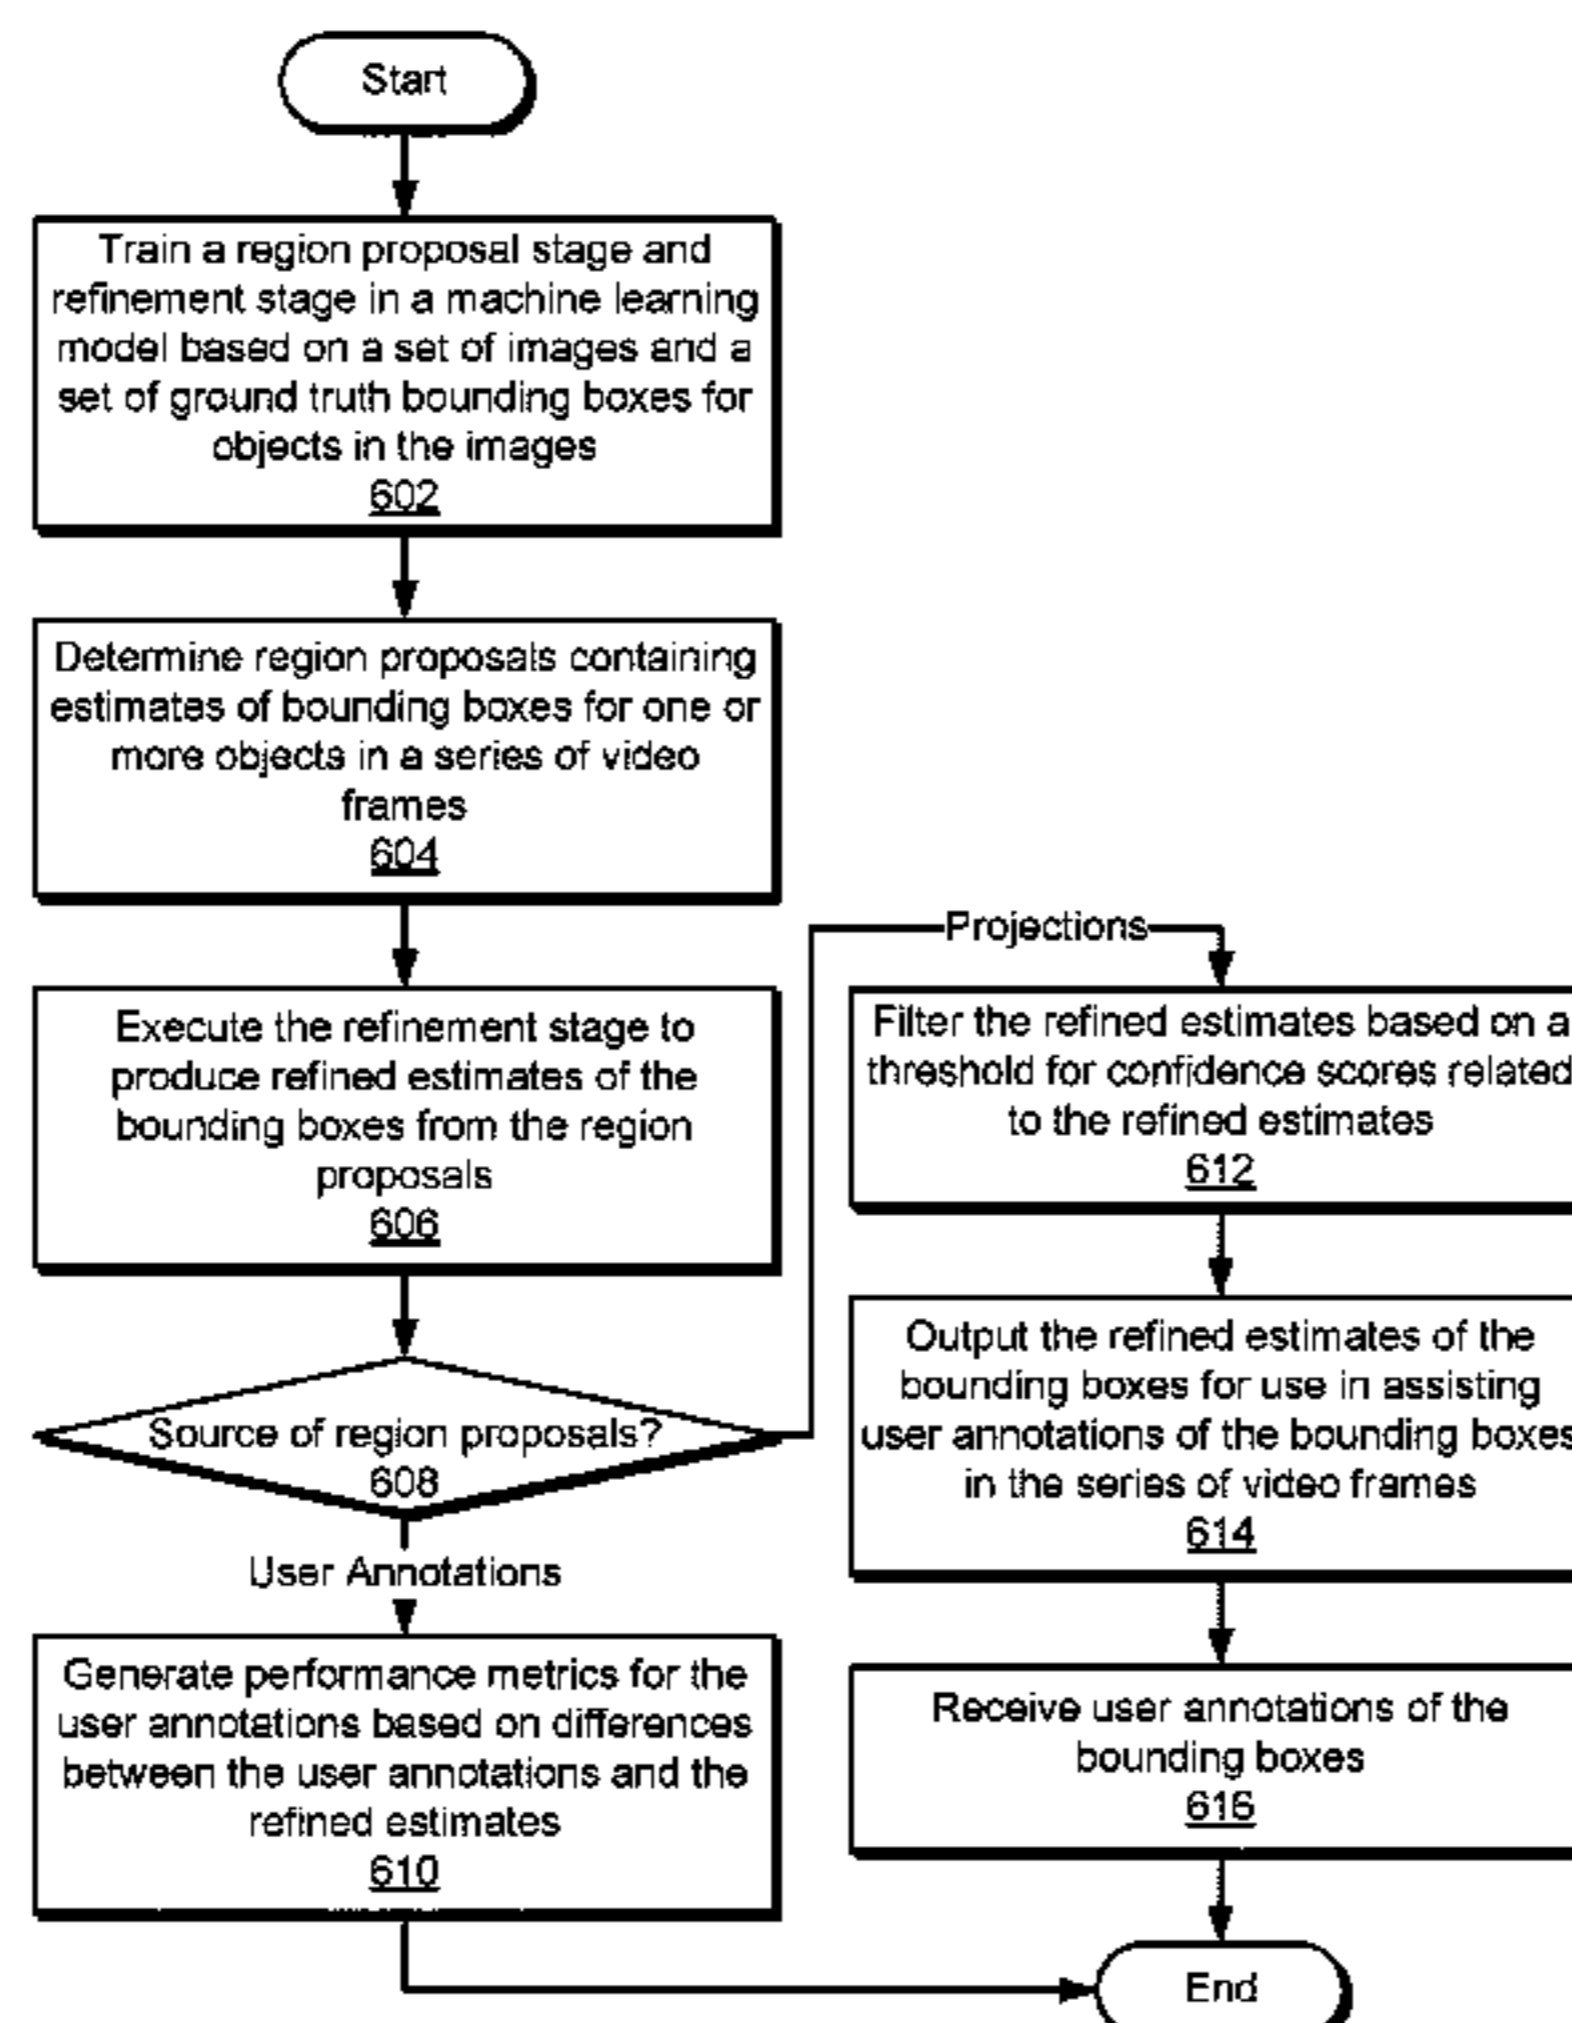 Start
Train a region proposal stage and
refinement stage in a machine learning
model based on a set of images and a
set of ground truth bounding boxes for
objects in the images
602
Determine region proposals containing
estimates of bounding boxes for one or
more objects in a series of video
frames
604
Execute the refinement stage to
produce refined estimates of the
bounding boxes from the region
proposals
606
Source of region proposals?
608
User Annotations
Generate performance metrics for the
user annotations based on differences
between the user annotations and the
refined estimates
610
Projections
Filter the refined estimates based on a
threshold for confidence scores related
to the refined estimates
612
Output the refined estimates of the
bounding boxes for use in assisting
user annotations of the bounding boxes
in the series of video frames
614
Receive user annotations of the
bounding boxes
616
End